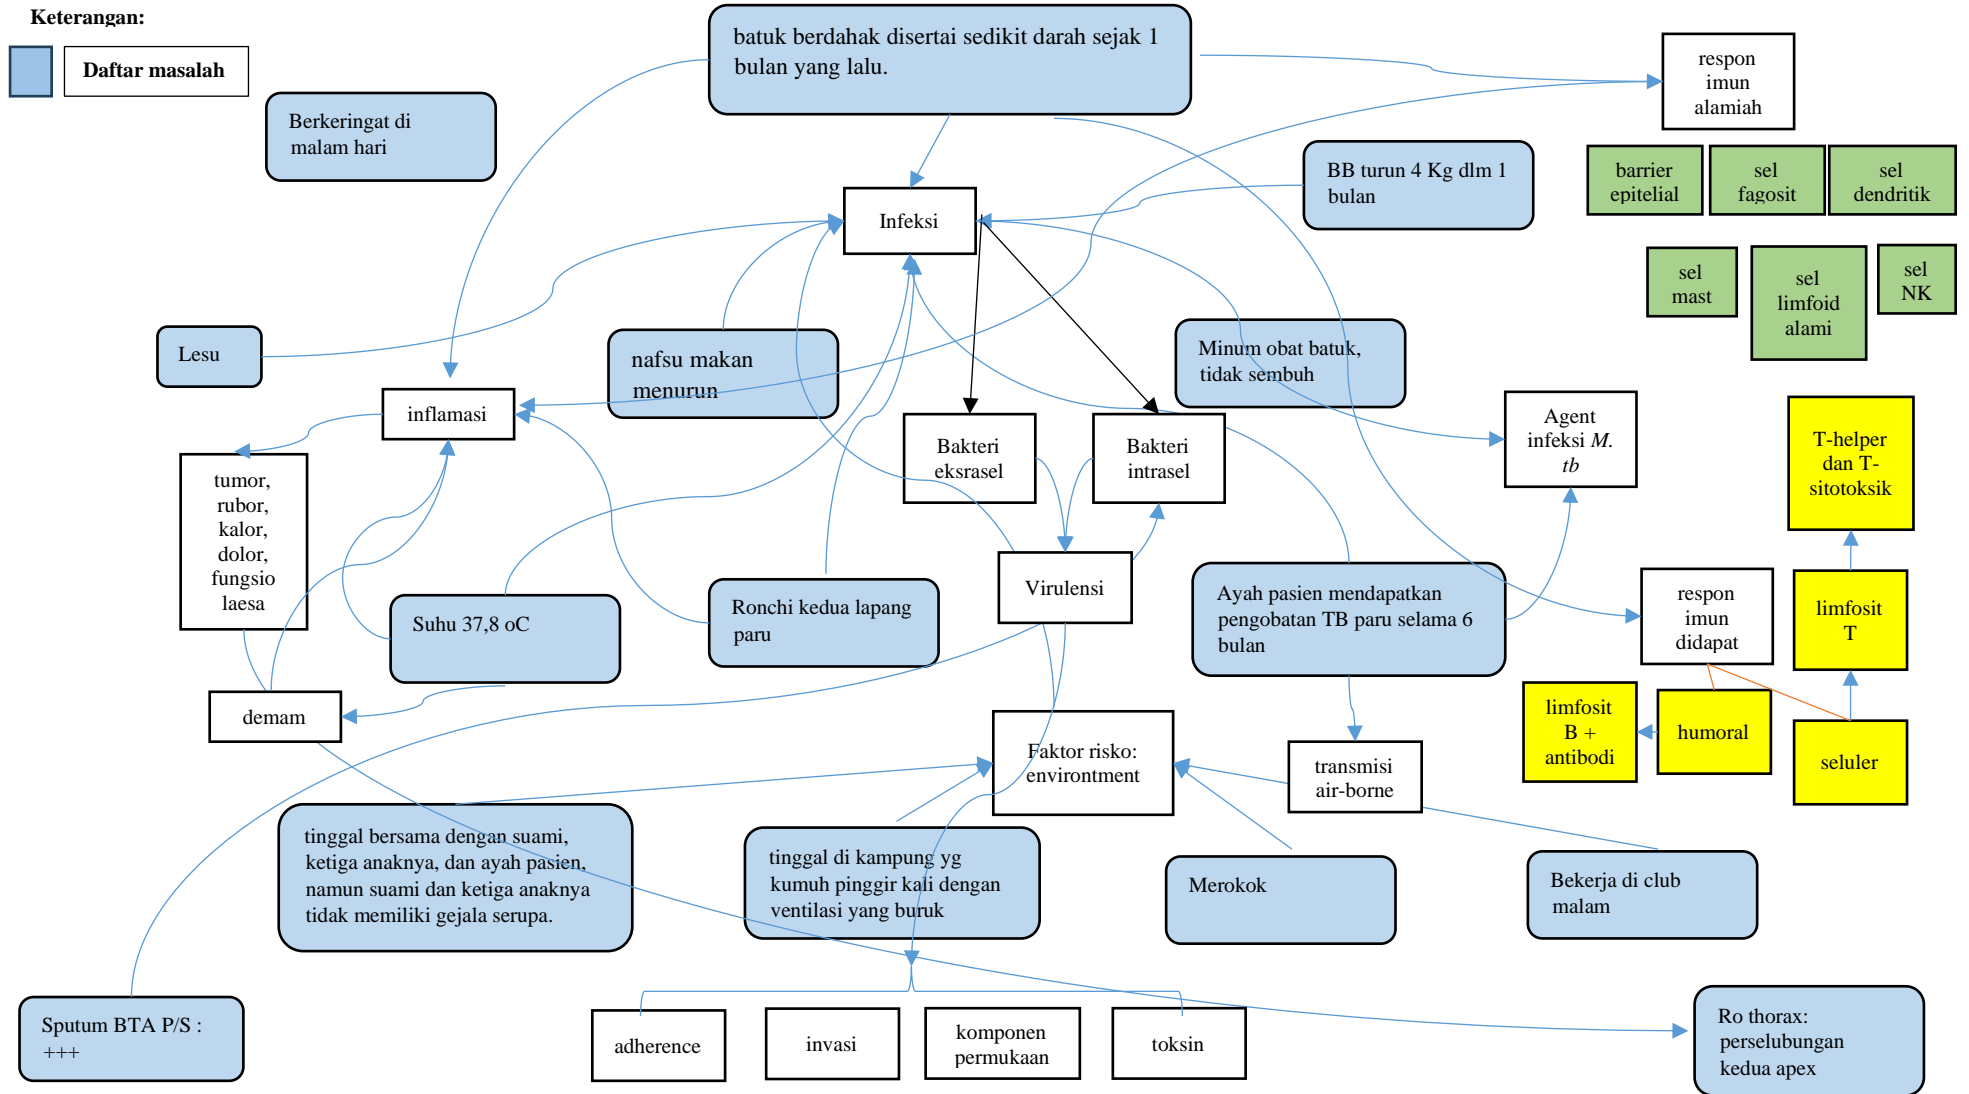 Keterangan:
Daftar masalah
batuk berdahak disertai sedikit darah sejak 1
bulan yang lalu.
respon
imun
alamiah
Berkeringat di
malam hari
BB turun 4 Kg dlm 1
bulan
barrier
epitelial
sel
fagosit
sel
dendritik
Infeksi
sel
mast
sel
limfoid
alami
sel
NK
Lesu
nafsu makan
menurun
Minum obat batuk,
tidak sembuh
inflamasi
Bakteri
eksrasel
Bakteri
intrasel
Agent
infeksi M.
tb
T-helper
dan T-
sitotoksik
tumor,
rubor,
kalor,
dolor,
fungsio
laesa
Suhu 37,8 oC
Ronchi kedua lapang
paru
Virulensi
Ayah pasien mendapatkan
pengobatan TB paru selama 6
bulan
respon
imun
didapat
limfosit
T
demam
Faktor risko:
environtment
transmisi
air-borne
limfosit
B +
antibodi
humoral
seluler
tinggal bersama dengan suami,
ketiga anaknya, dan ayah pasien,
namun suami dan ketiga anaknya
tidak memiliki gejala serupa.
tinggal di kampung yg
kumuh pinggir kali dengan
ventilasi yang buruk
Merokok
Bekerja di club
malam
Sputum BTA P/S :
+++
adherence
invasi
komponen
permukaan
toksin
Ro thorax:
perselubungan
kedua apex